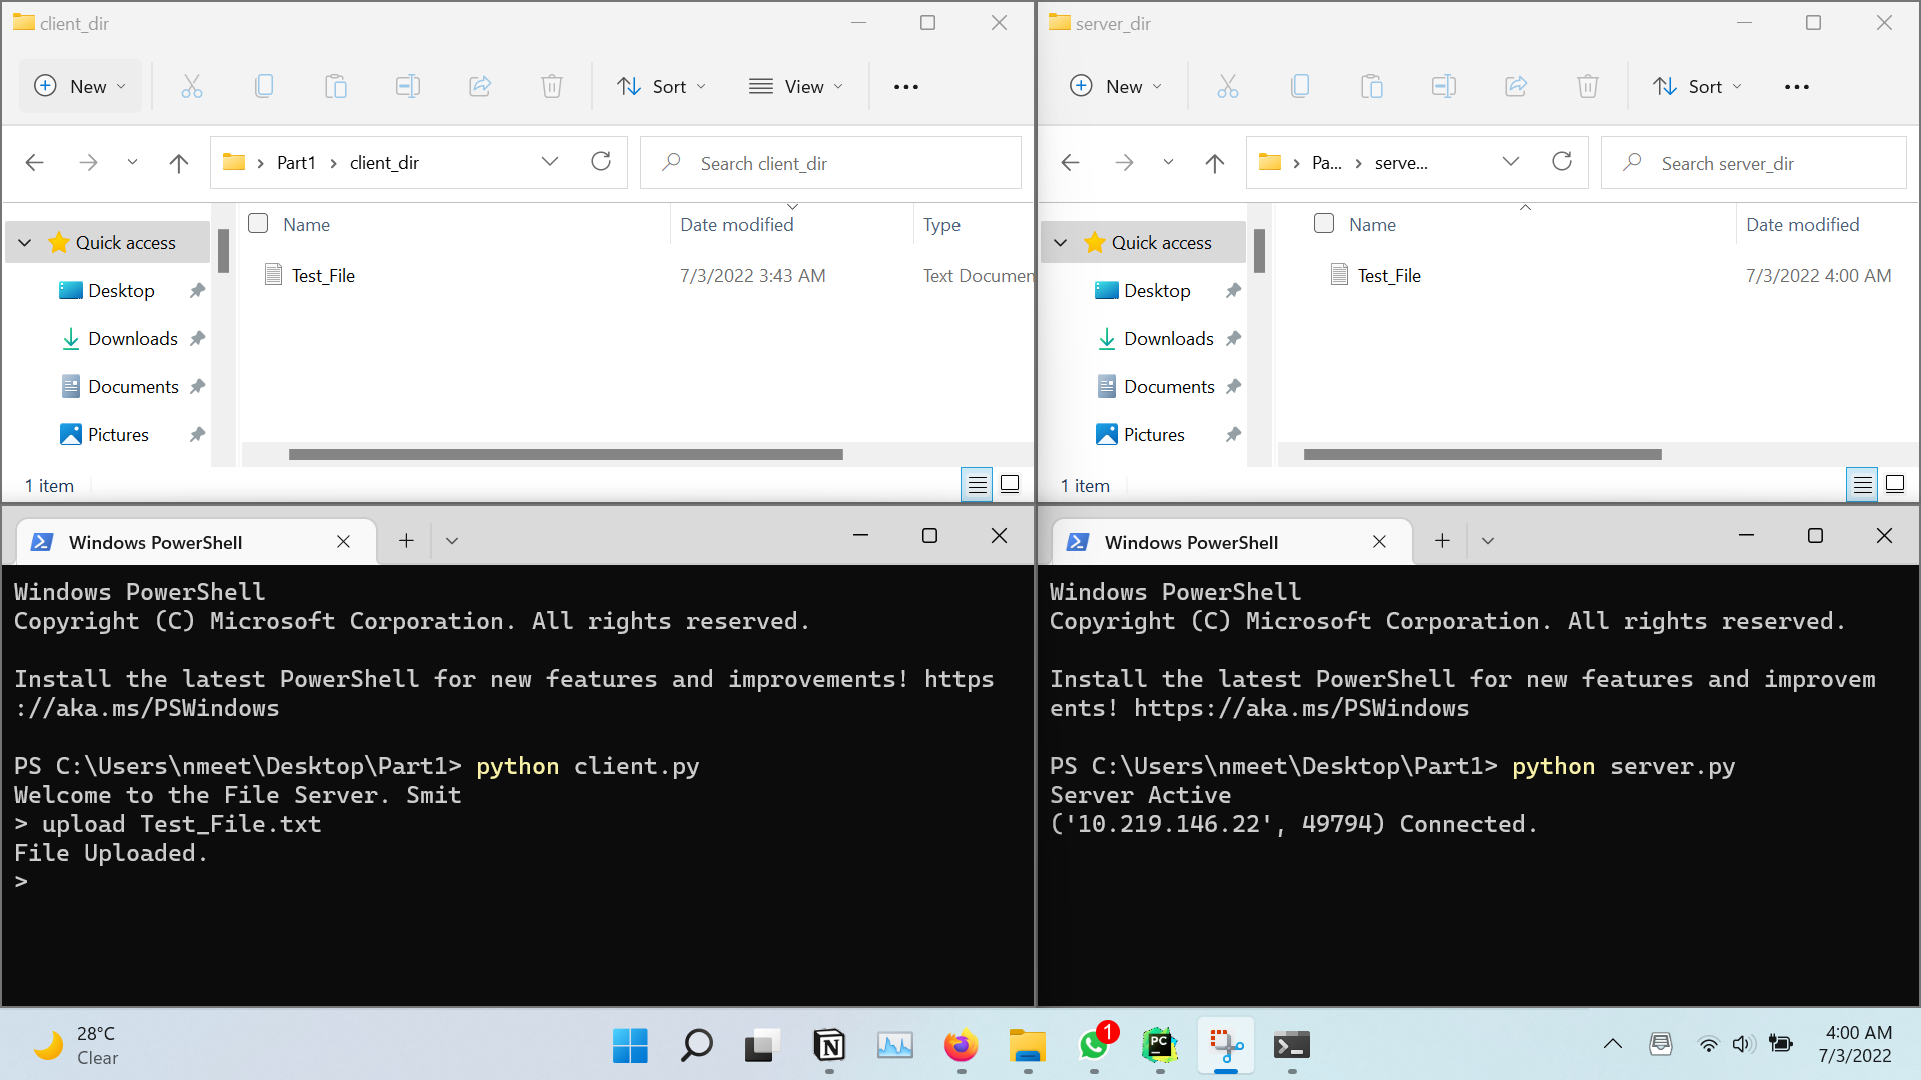 client_dir
New
Sort
View
Part1 > client_dir
Search client_dir
Name
Date modified
Type
Quick access
Desktop
Downloads
Documents
Pictures
Test_File
7/3/2022 3:43 AM
Text Documen
1 item
server_dir
New
Sort
Pa... > serve...
Search server_dir
Name
Date modified
Quick access
Desktop
Downloads
Documents
Pictures
Test_File
7/3/2022 4:00 AM
1 item
Windows PowerShell
Windows PowerShell
Copyright (C) Microsoft Corporation. All rights reserved.
Install the latest PowerShell for new features and improvements! https
://aka.ms/PSWindows
PS C:\Users\nmeet\Desktop\Part1> python client.py
Welcome to the File Server. Smit
> upload Test_File.txt
File Uploaded.
>
Windows PowerShell
Windows PowerShell
Copyright (C) Microsoft Corporation. All rights reserved.
Install the latest PowerShell for new features and improvem
ents! https://aka.ms/PSWindows
PS C:\Users\nmeet\Desktop\Part1> python server.py
Server Active
('10.219.146.22', 49794) Connected.
28°C
Clear
N
1
PC
4:00 AM
7/3/2022